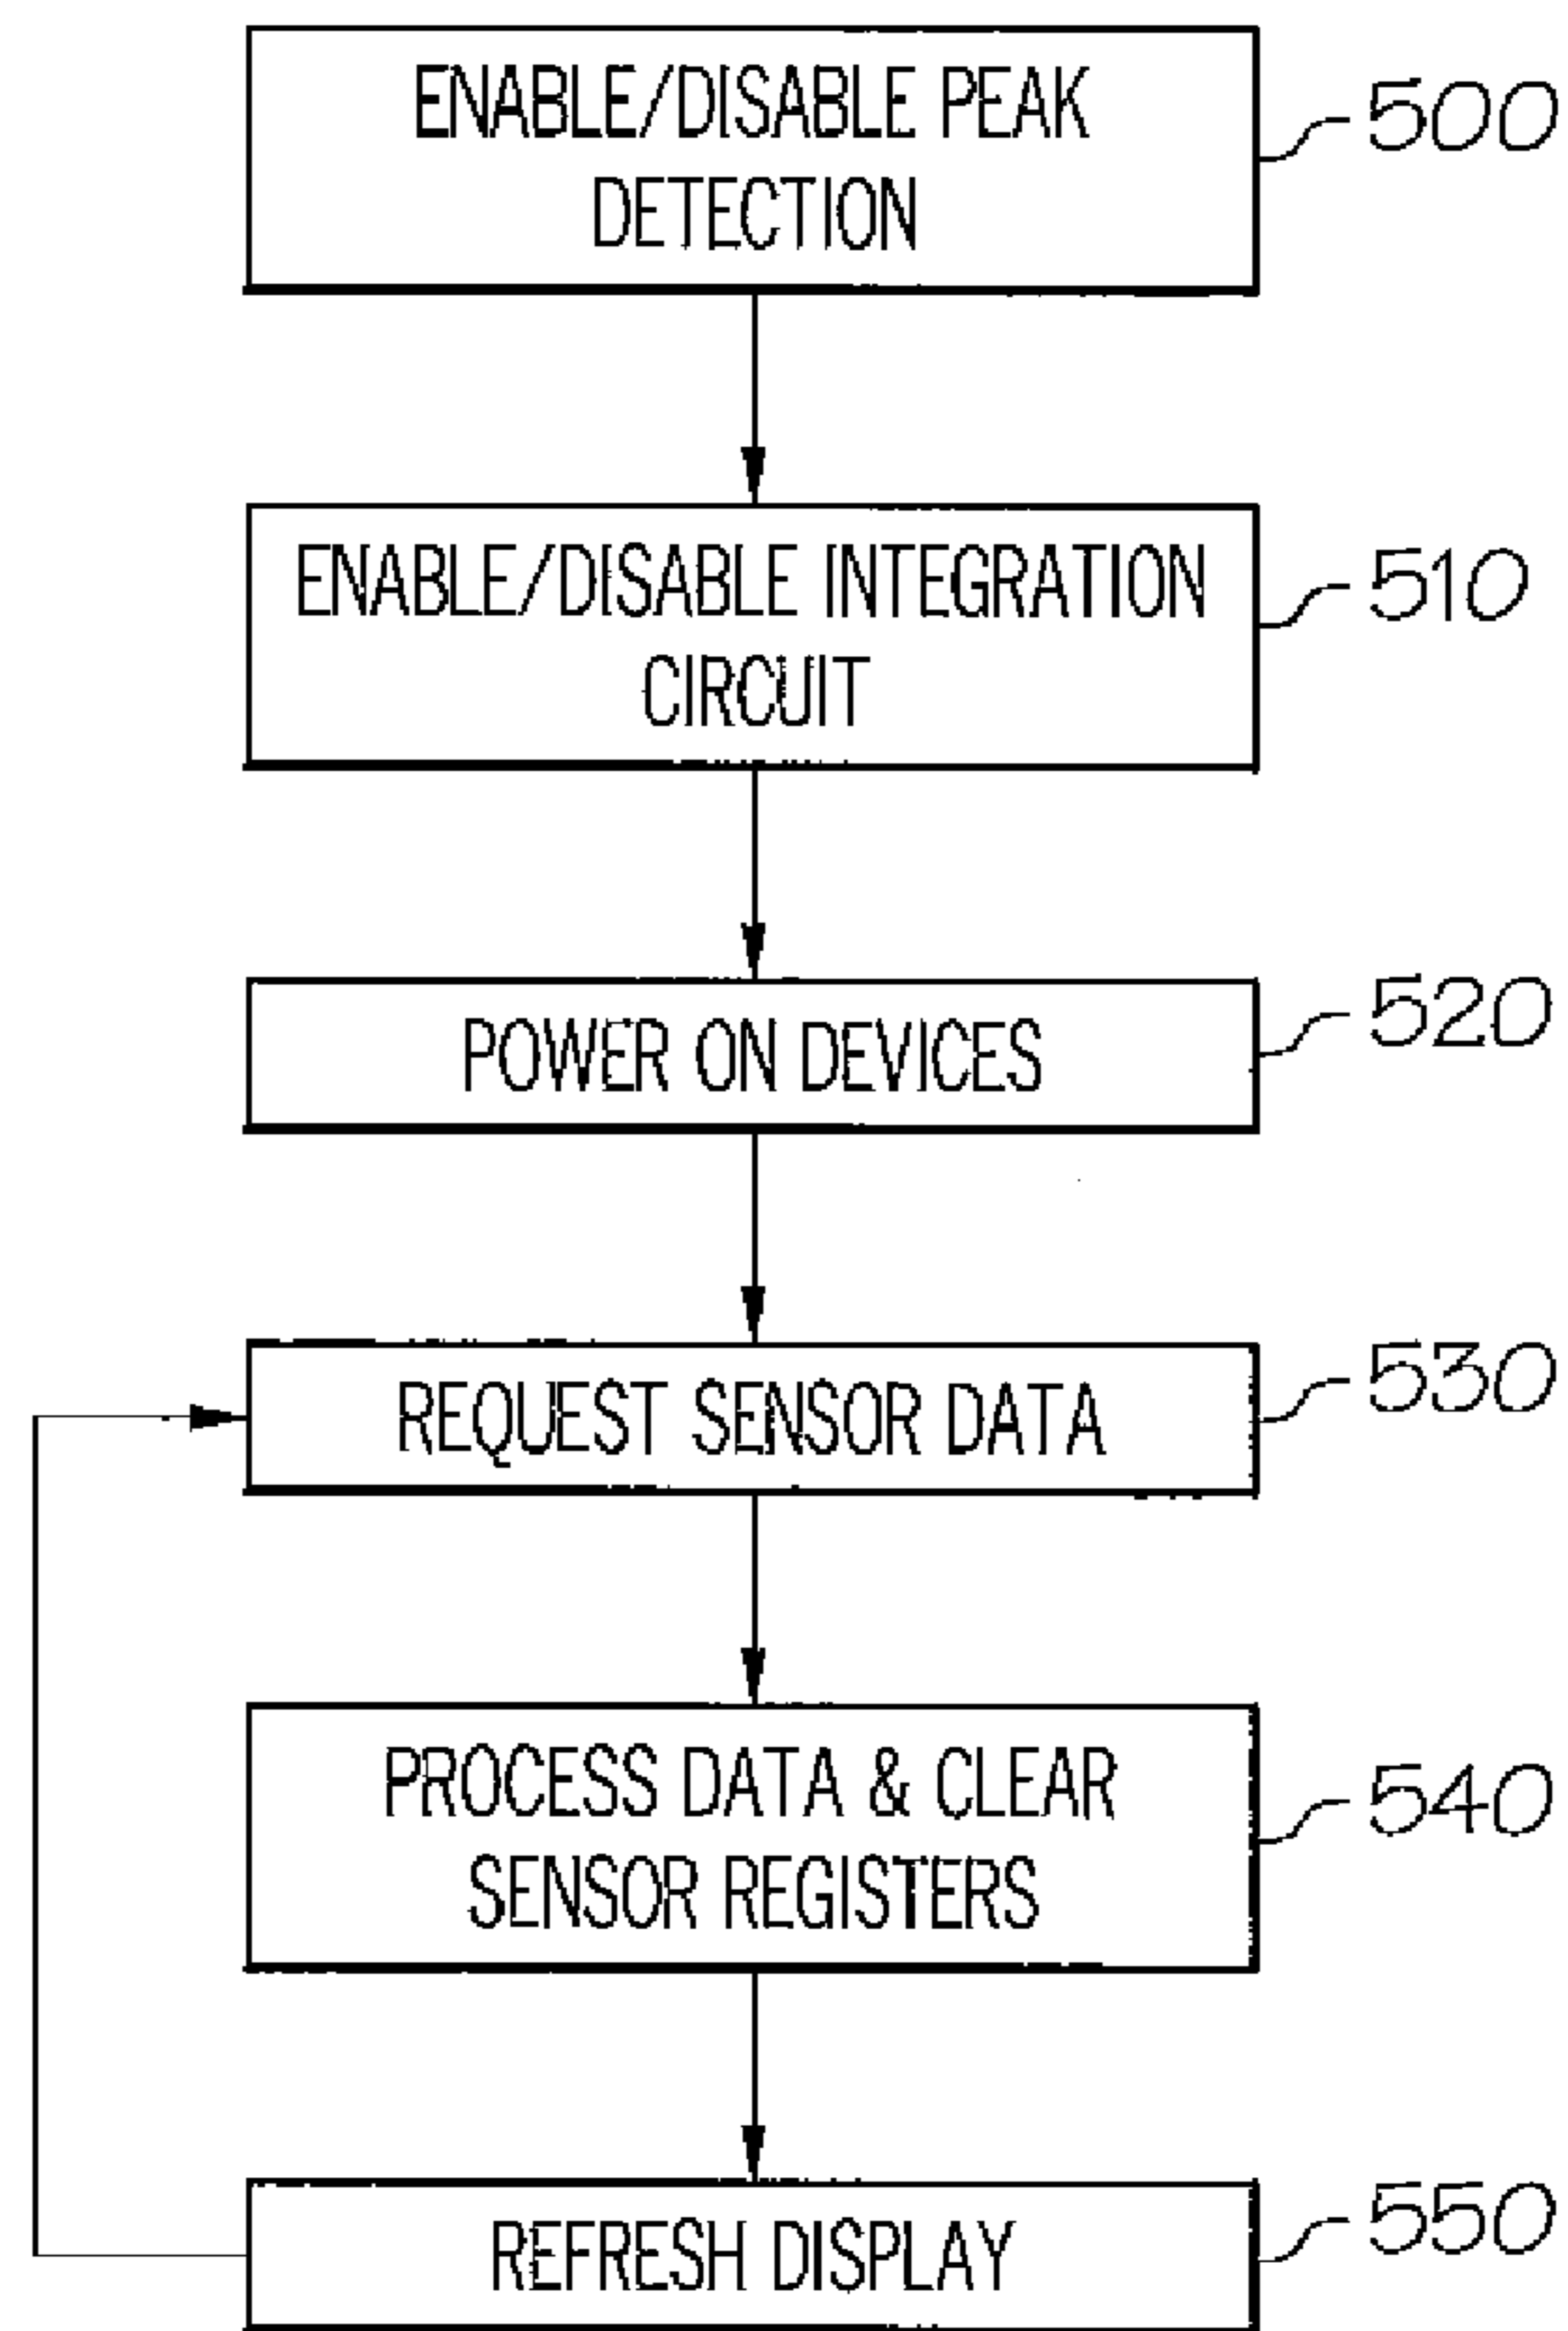 ENABLE/DISABLE PEAK
DETECTION
500
ENABLE/DISABLE INTEGRATION
CIRCUIT
510
POWER ON DEVICES
520
REQUEST SENSOR DATA
530
PROCESS DATA & CLEAR
SENSOR REGISTERS
540
REFRESH DISPLAY
550